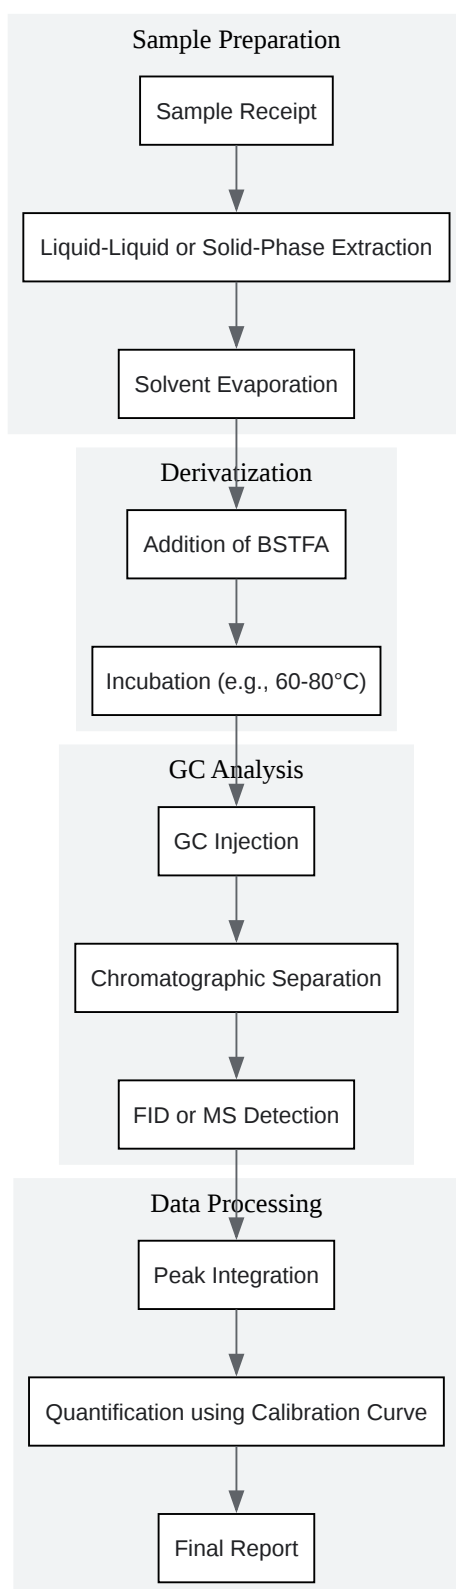 Sample Preparation
Sample Receipt
Liquid-Liquid or Solid-Phase Extraction
Solvent Evaporation
Derivatization
Addition of BSTFA
Incubation (e.g., 60-80°C)
GC Analysis
GC Injection
Chromatographic Separation
FID or MS Detection
Data Processing
Peak Integration
Quantification using Calibration Curve
Final Report